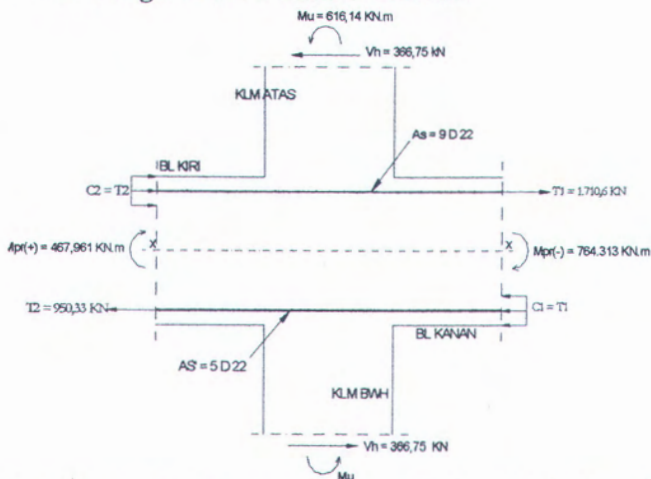 Mu = 616,14 KN.m
Vh = 366,75 kN
KLM ATAS
As = 9 D 22
BL KIRI
C2 = T2
T1 = 1.710,6 KN
Mpr(+) = 467,961 KN.m
X
X
Mpr(-) = 764.313 KN.m
T2 = 950,33 KN
C1 = T1
BL KANAN
AS' = 5 D 22
KLM BWH
Vh = 366,75 KN
Mu